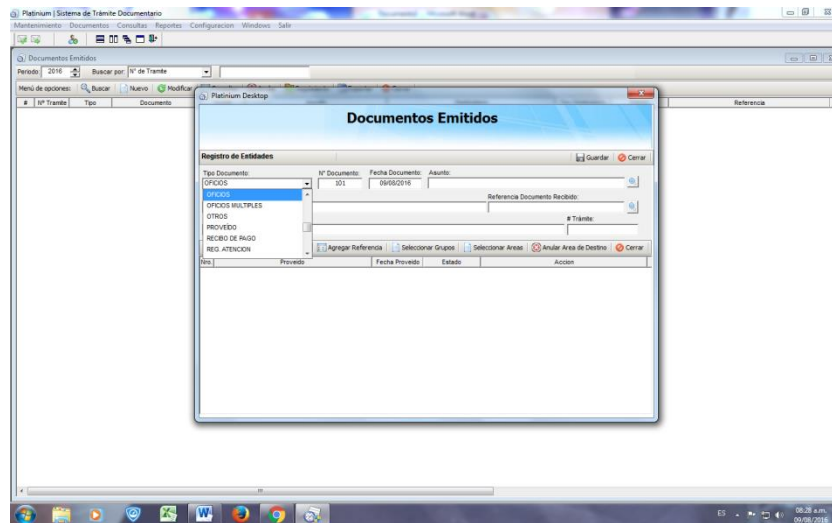 Platinium | Sistema de Trámite Documentario
Mantenimiento Documentos Consultas Reportes Configuracion Windows Salir
Documentos Emitidos
Periodo: 2016 Buscar por: N° de Tramite
Menú de opciones: Buscar Nuevo Modificar
# N° Tramite Tipo Documento Referencia
Platinium Desktop
Documentos Emitidos
Registro de Entidades Guardar Cerrar
Tipo Documento: N° Documento: Fecha Documento: Asunto:
OFICIOS 101 09/08/2016
OFICIOS
Referencia Documento Recibido:
OFICIOS MULTIPLES
OTROS
# Trámite:
PROVEÍDO
RECIBO DE PAGO
REG. ATENCION
Agregar Referencia Seleccionar Grupos Seleccionar Areas Anular Area de Destino Cerrar
Nro. Proveido Fecha Proveido Estado Accion
ES 08:28 a.m.
09/08/2016